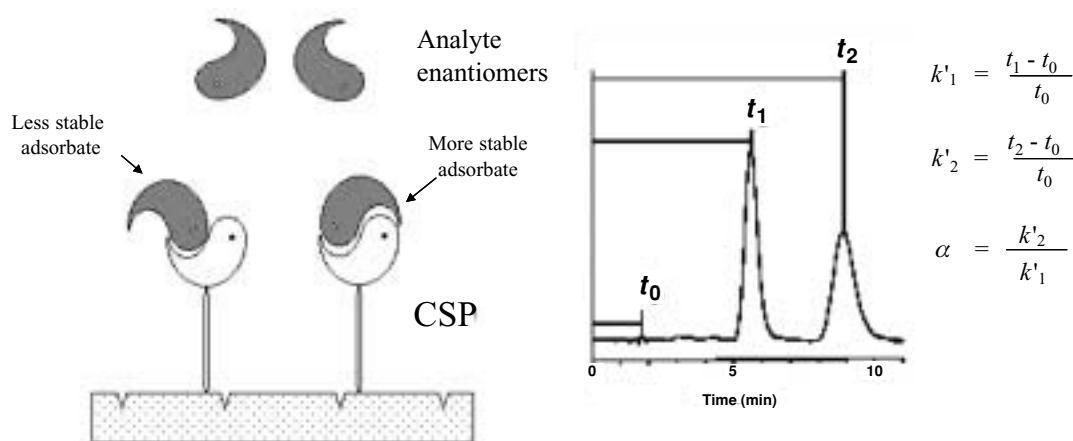 Analyte
enantiomers
Less stable
adsorbate
More stable
adsorbate
CSP
t0
t1
t2
0
5
10
Time (min)
k'1 = t1 - t0
t0
k'2 = t2 - t0
t0
α = k'2
k'1